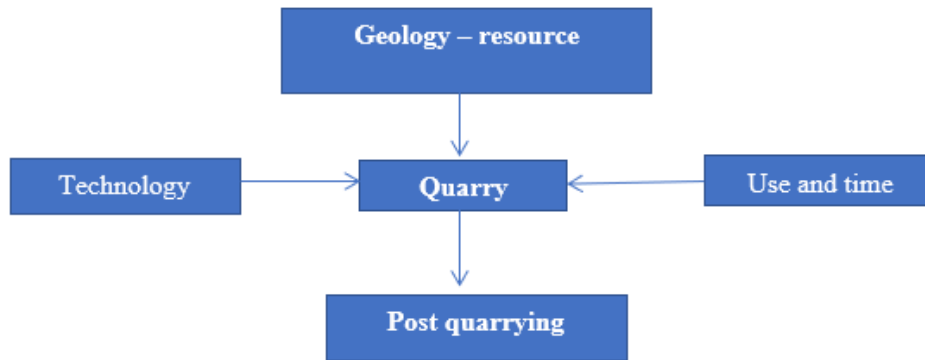 Geology – resource
Technology
Quarry
Use and time
Post quarrying